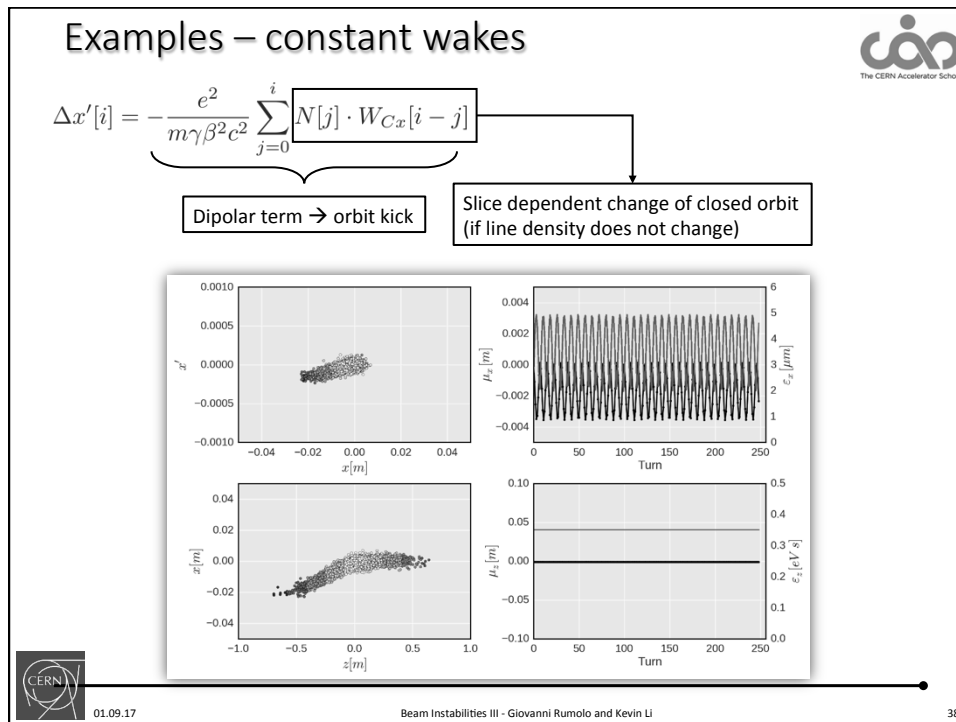 Examples – constant wakes
The CERN Accelerator Scho
Δx′[i] = − e² / (mγβ²c²) ∑_{j=0}^{i} N[j] · W_{Cx}[i − j]
Dipolar term → orbit kick
Slice dependent change of closed orbit
(if line density does not change)
0.0010
0.0005
0.0000
−0.0005
−0.0010
x′
−0.04 −0.02 0.00 0.02 0.04
x[m]
0.004
0.002
0.000
−0.002
−0.004
μₓ[m]
6
5
4
3
2
1
0
εₓ[μm]
0 50 100 150 200 250
Turn
0.04
0.02
0.00
−0.02
−0.04
x[m]
−1.0 −0.5 0.0 0.5 1.0
z[m]
0.10
0.05
0.00
−0.05
−0.10
μ_z[m]
0.5
0.4
0.3
0.2
0.1
0.0
ε_z[eV s]
0 50 100 150 200 250
Turn
CERN
01.09.17 Beam Instabilities III - Giovanni Rumolo and Kevin Li 38